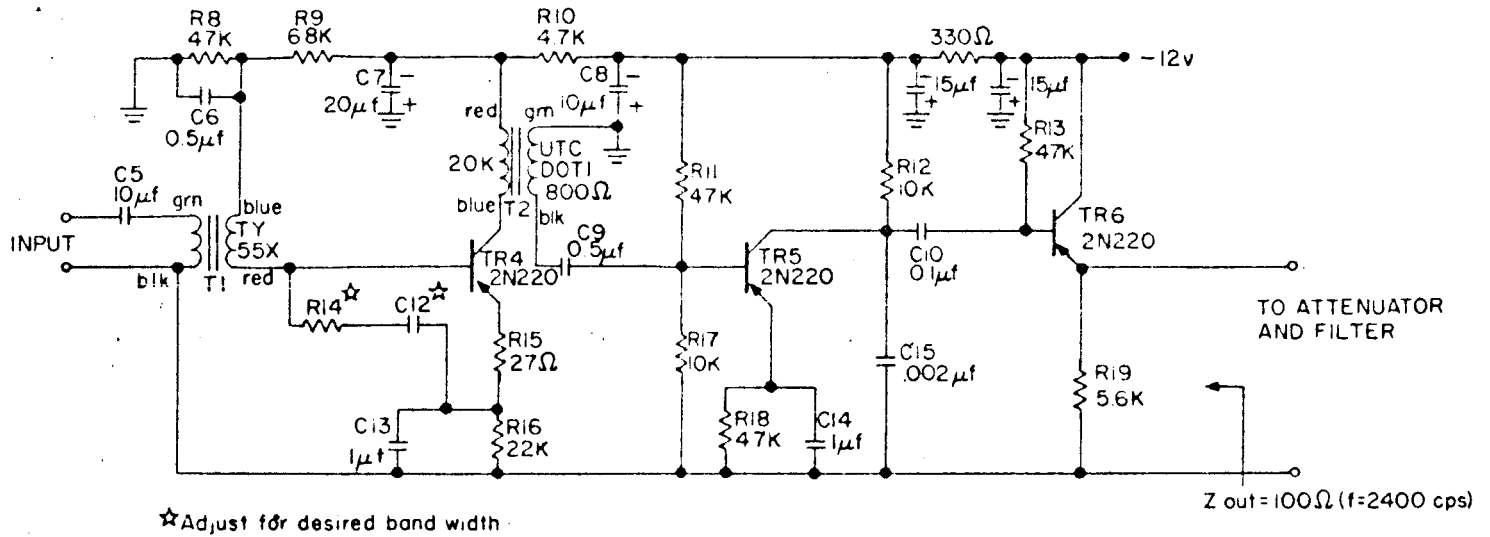 R8
47K
R9
68K
R10
4.7K
330Ω
-12v
C6
0.5µf
C7
20µf
-
+
C8
10µf
-
+
-
15µf
+
-
15µf
+
R13
47K
red
grn
20K
UTC
DOT1
800Ω
blue
T2
blk
R11
47K
R12
10K
C5
10µf
grn
blue
TY
55X
INPUT
blk
T1
red
C9
0.5µf
TR4
2N220
TR5
2N220
C10
0.1µf
TR6
2N220
R14☆
C12☆
R15
27Ω
R17
10K
C15
.002µf
TO ATTENUATOR
AND FILTER
R19
5.6K
C13
1µf
R16
22K
R18
47K
C14
1µf
Z out=100Ω(f=2400 cps)
☆Adjust for desired band width